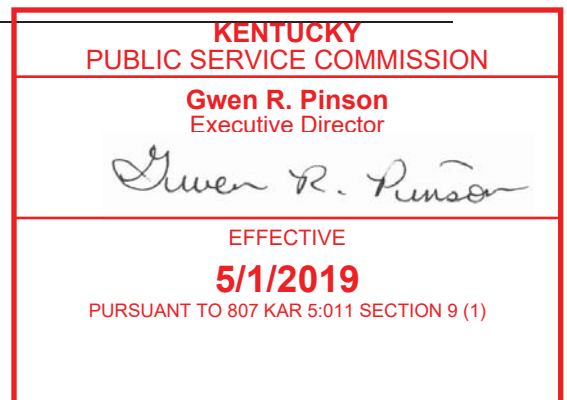 KENTUCKY
PUBLIC SERVICE COMMISSION
Gwen R. Pinson
Executive Director
Gwen R. Pinson
EFFECTIVE
5/1/2019
PURSUANT TO 807 KAR 5:011 SECTION 9 (1)